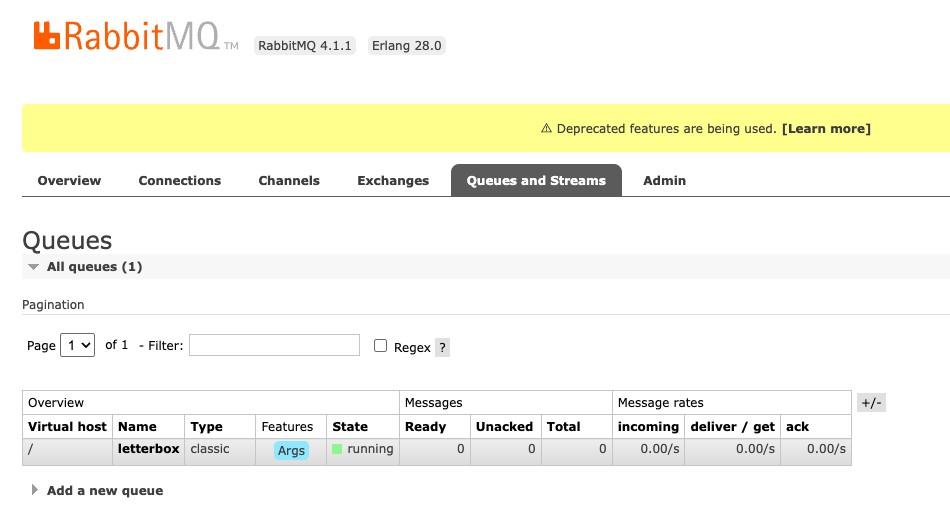 RabbitMQ TM RabbitMQ 4.1.1 Erlang 28.0
⚠ Deprecated features are being used. [Learn more]
Overview Connections Channels Exchanges Queues and Streams Admin
Queues
All queues (1)
Pagination
Page 1 of 1 - Filter: Regex ?
Overview Messages Message rates +/-
Virtual host Name Type Features State Ready Unacked Total incoming deliver / get ack
/ letterbox classic Args running 0 0 0 0.00/s 0.00/s 0.00/s
Add a new queue